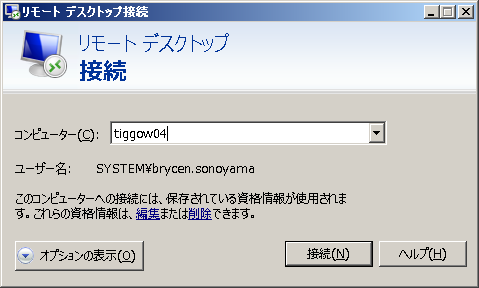 リモート デスクトップ接続
リモート デスクトップ
接続
コンピューター(C): tiggow04
ユーザー名: SYSTEM¥brycen.sonoyama
このコンピューターへの接続には、保存されている資格情報が使用されま
す。これらの資格情報は、編集または削除できます。
オプションの表示(O) 接続(N) ヘルプ(H)